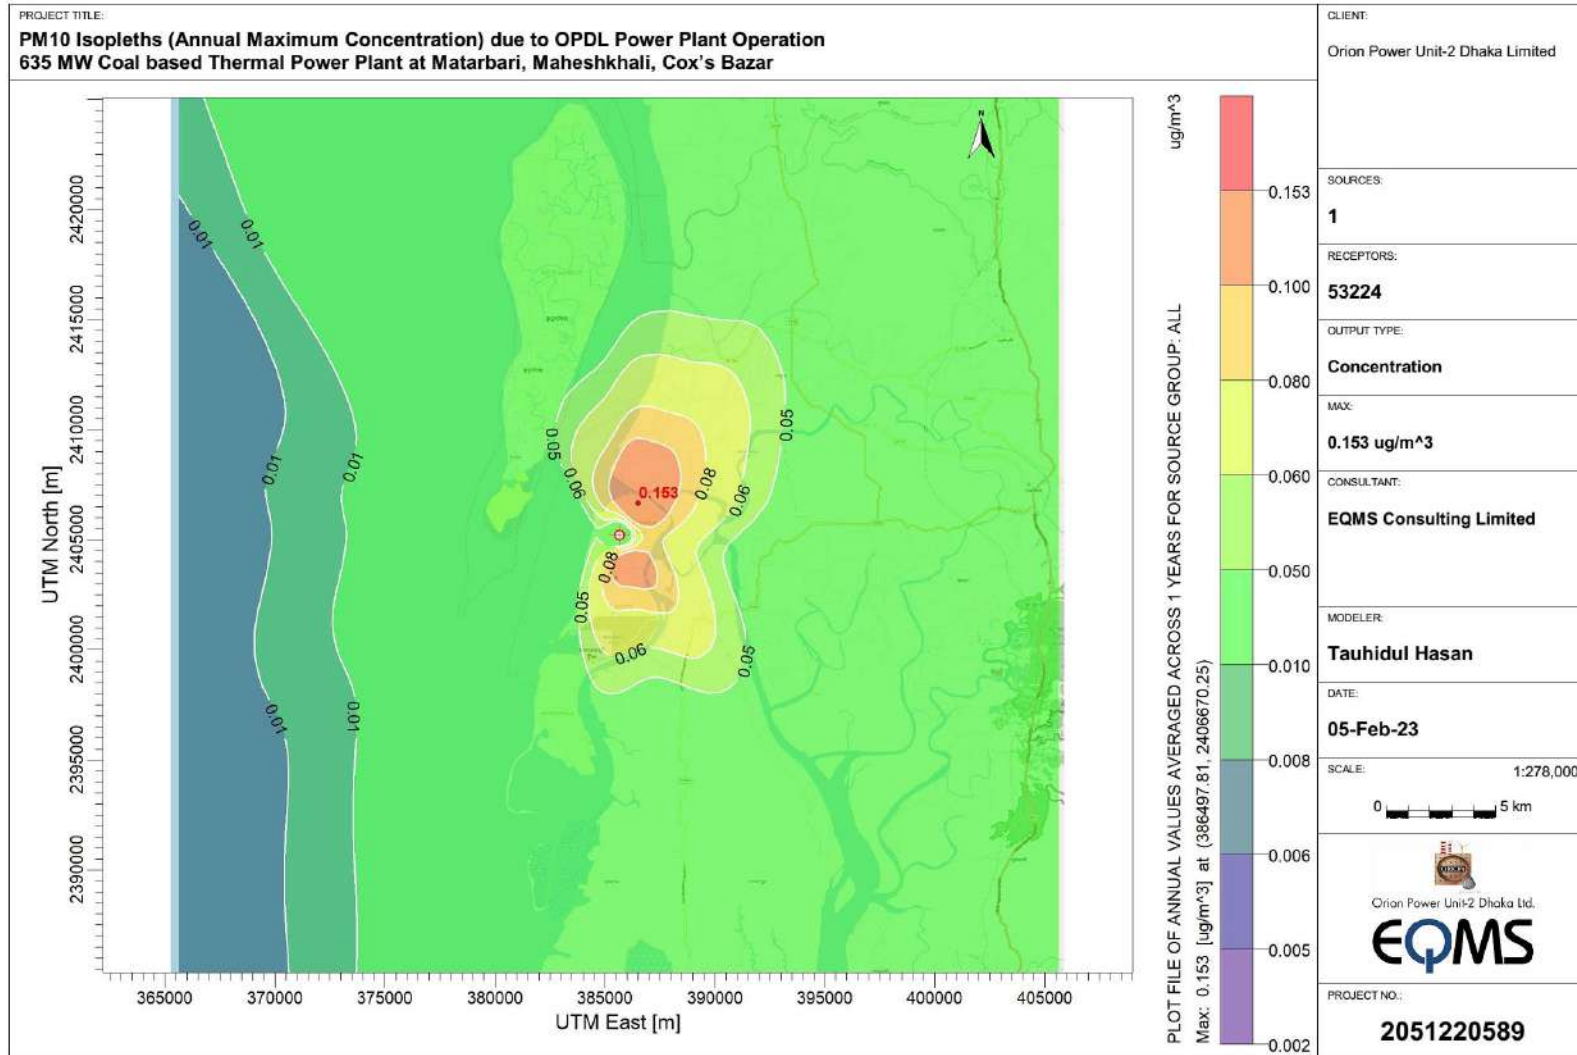 PROJECT TITLE:
PM10 Isopleths (Annual Maximum Concentration) due to OPDL Power Plant Operation
635 MW Coal based Thermal Power Plant at Matarbari, Maheshkhali, Cox's Bazar
UTM North [m]
2420000
2415000
2410000
2405000
2400000
2395000
2390000
N
0.01
0.01
0.01
0.01
0.01
0.01
0.05
0.05
0.06
0.08
0.06
0.153
0.08
0.05
0.06
0.05
365000
370000
375000
380000
385000
390000
395000
400000
405000
UTM East [m]
PLOT FILE OF ANNUAL VALUES AVERAGED ACROSS 1 YEARS FOR SOURCE GROUP: ALL
Max: 0.153 [ug/m^3] at (386497.81, 2406670.25)
ug/m^3
0.153
0.100
0.080
0.060
0.050
0.010
0.008
0.006
0.005
0.002
CLIENT:
Orion Power Unit-2 Dhaka Limited
SOURCES:
1
RECEPTORS:
53224
OUTPUT TYPE:
Concentration
MAX:
0.153 ug/m^3
CONSULTANT:
EQMS Consulting Limited
MODELER:
Tauhidul Hasan
DATE:
05-Feb-23
SCALE:
1:278,000
0 5 km
ORION
Orion Power Unit-2 Dhaka Ltd.
EQMS
PROJECT NO.:
2051220589